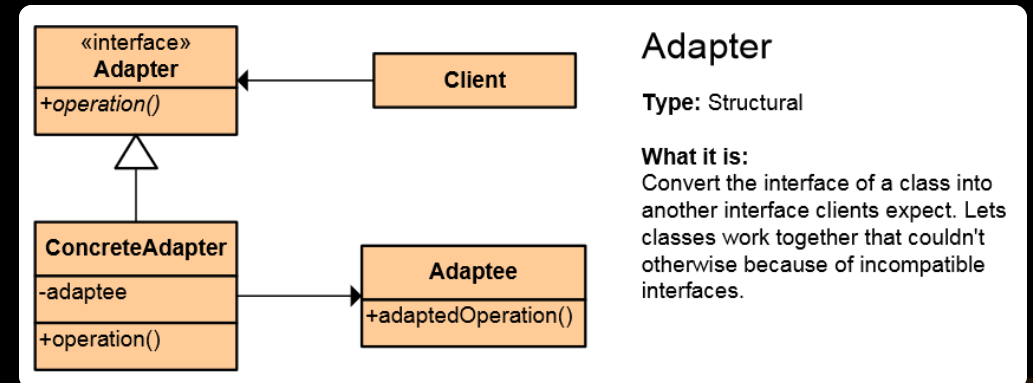 «interface»
Adapter
+operation()
Client
ConcreteAdapter
-adaptee
+operation()
Adaptee
+adaptedOperation()
Adapter
Type: Structural
What it is:
Convert the interface of a class into
another interface clients expect. Lets
classes work together that couldn't
otherwise because of incompatible
interfaces.